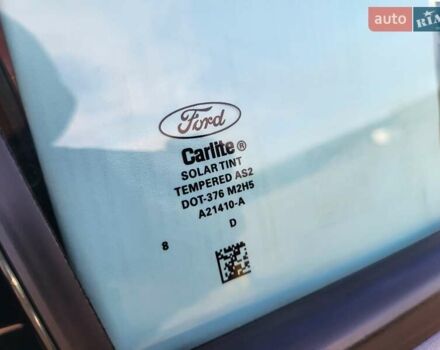 auto RIA
Ford
Carlite®
SOLAR TINT
TEMPERED AS2
DOT-376 M2H5
A21410-A
8 D